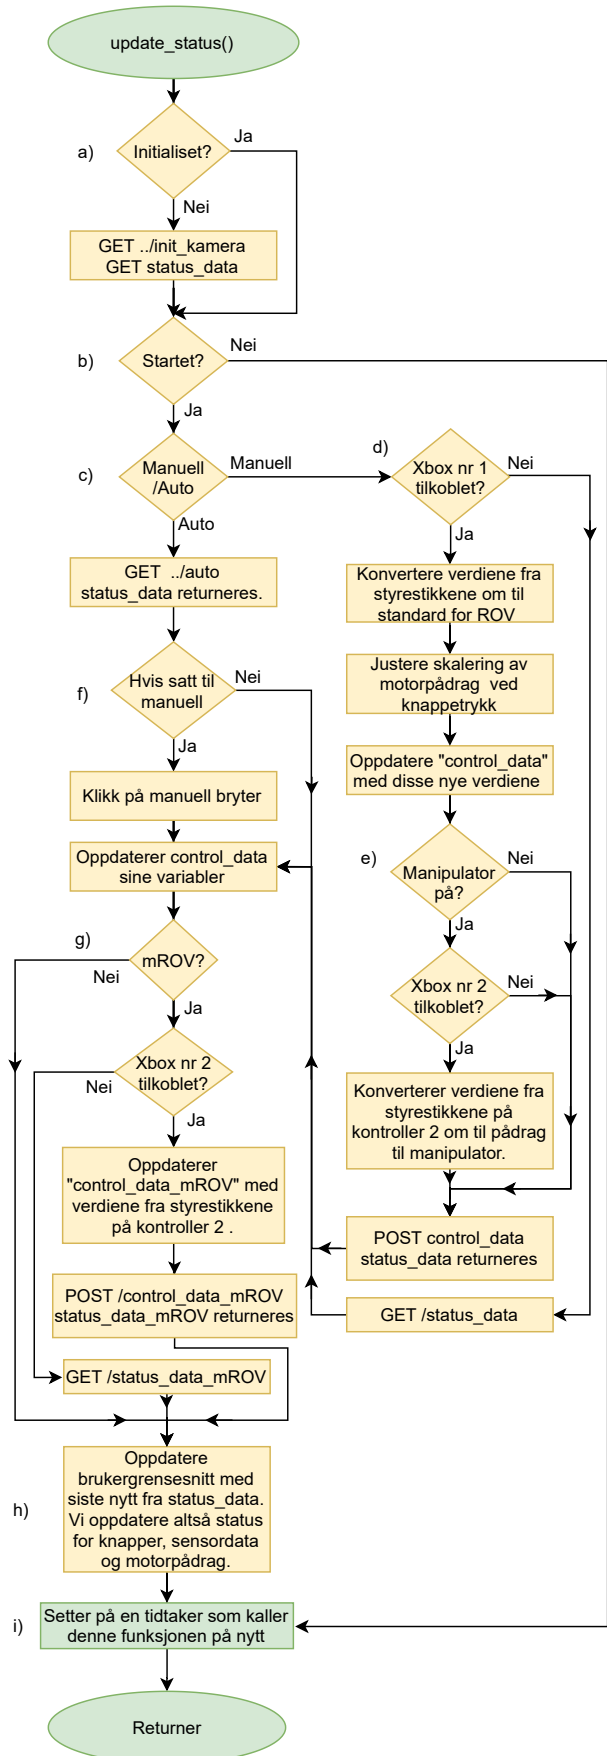 update_status()
a)
Initialiset?
Ja
Nei
GET ../init_kamera
GET status_data
b)
Startet?
Nei
Ja
c)
Manuell
/Auto
Manuell
Auto
d)
Xbox nr 1
tilkoblet?
Nei
Ja
GET ../auto
status_data returneres.
Konvertere verdiene fra
styrestikkene om til
standard for ROV
f)
Hvis satt til
manuell
Nei
Ja
Justere skalering av
motorpådrag ved
knappetrykk
Klikk på manuell bryter
Oppdatere "control_data"
med disse nye verdiene
Oppdaterer control_data
sine variabler
e)
Manipulator
på?
Nei
Ja
g)
mROV?
Nei
Ja
Xbox nr 2
tilkoblet?
Nei
Ja
Xbox nr 2
tilkoblet?
Nei
Ja
Konverterer verdiene fra
styrestikkene på
kontroller 2 om til pådrag
til manipulator.
Oppdaterer
"control_data_mROV" med
verdiene fra styrestikkene
på kontroller 2 .
POST control_data
status_data returneres
POST /control_data_mROV
status_data_mROV returneres
GET /status_data
GET /status_data_mROV
h)
Oppdatere
brukergrensesnitt med
siste nytt fra status_data.
Vi oppdatere altså status
for knapper, sensordata
og motorpådrag.
i)
Setter på en tidtaker som kaller
denne funksjonen på nytt
Returner